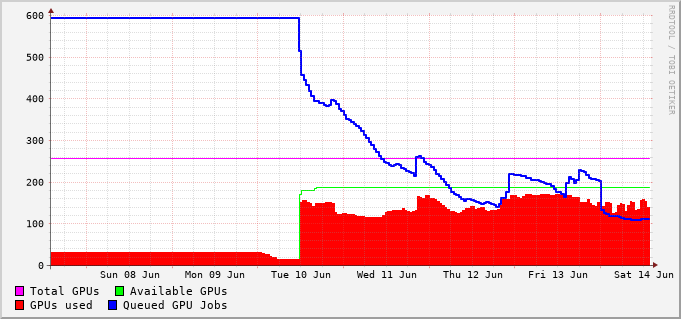 RRDTOOL / TOBI OETIKER
600
500
400
300
200
100
0
Sun 08 Jun Mon 09 Jun Tue 10 Jun Wed 11 Jun Thu 12 Jun Fri 13 Jun Sat 14 Jun
Total GPUs Available GPUs
GPUs used Queued GPU Jobs